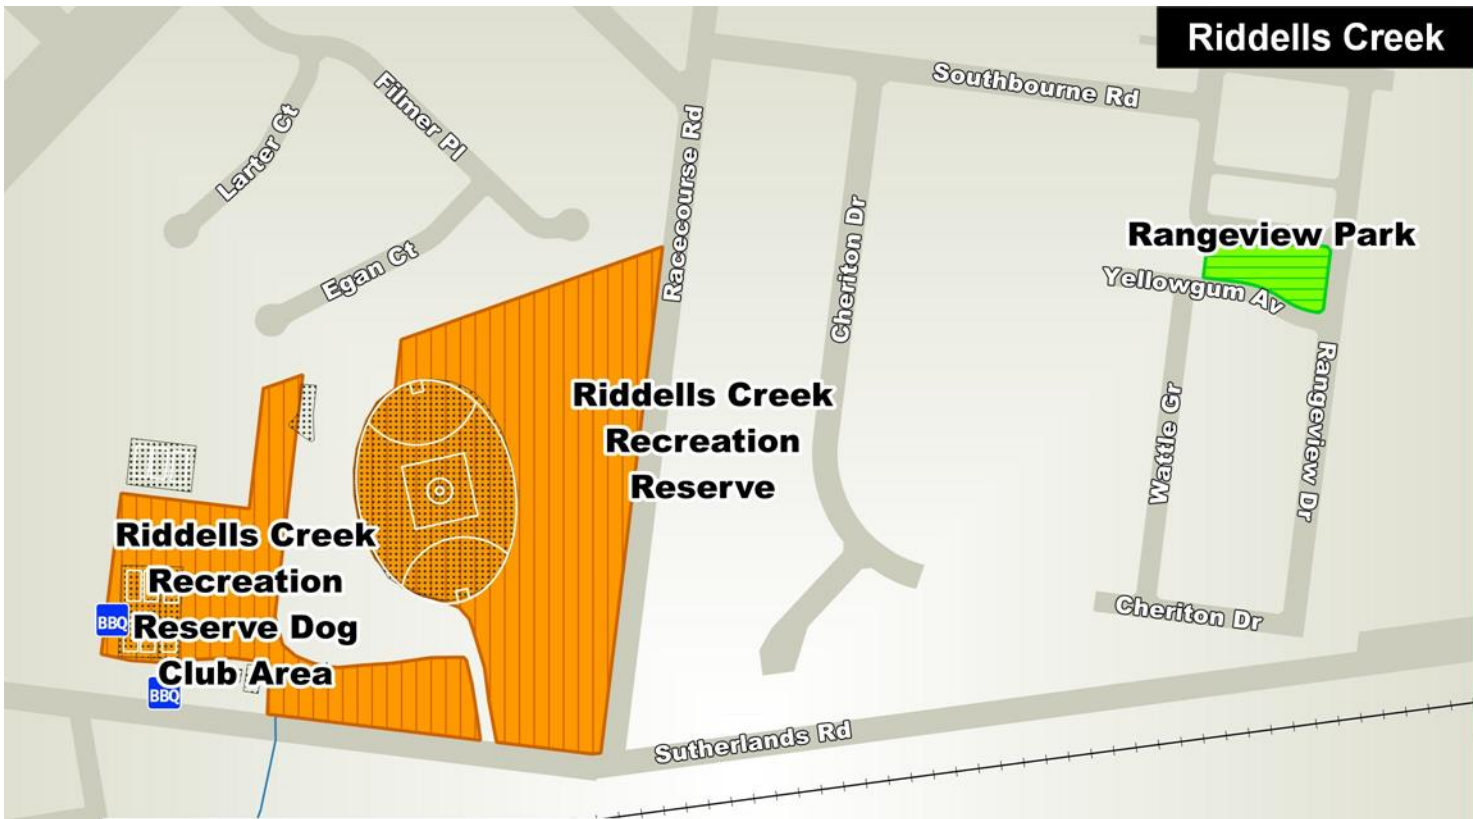 Riddells Creek
Southbourne Rd
Filmer Pl
Larter Ct
Racecourse Rd
Egan Ct
Cheriton Dr
Rangeview Park
Yellowgum Av
Riddells Creek
Recreation
Reserve
Wattle Gr
Rangeview Dr
Riddells Creek
Recreation
Reserve Dog
Club Area
BBQ
BBQ
Cheriton Dr
Sutherlands Rd